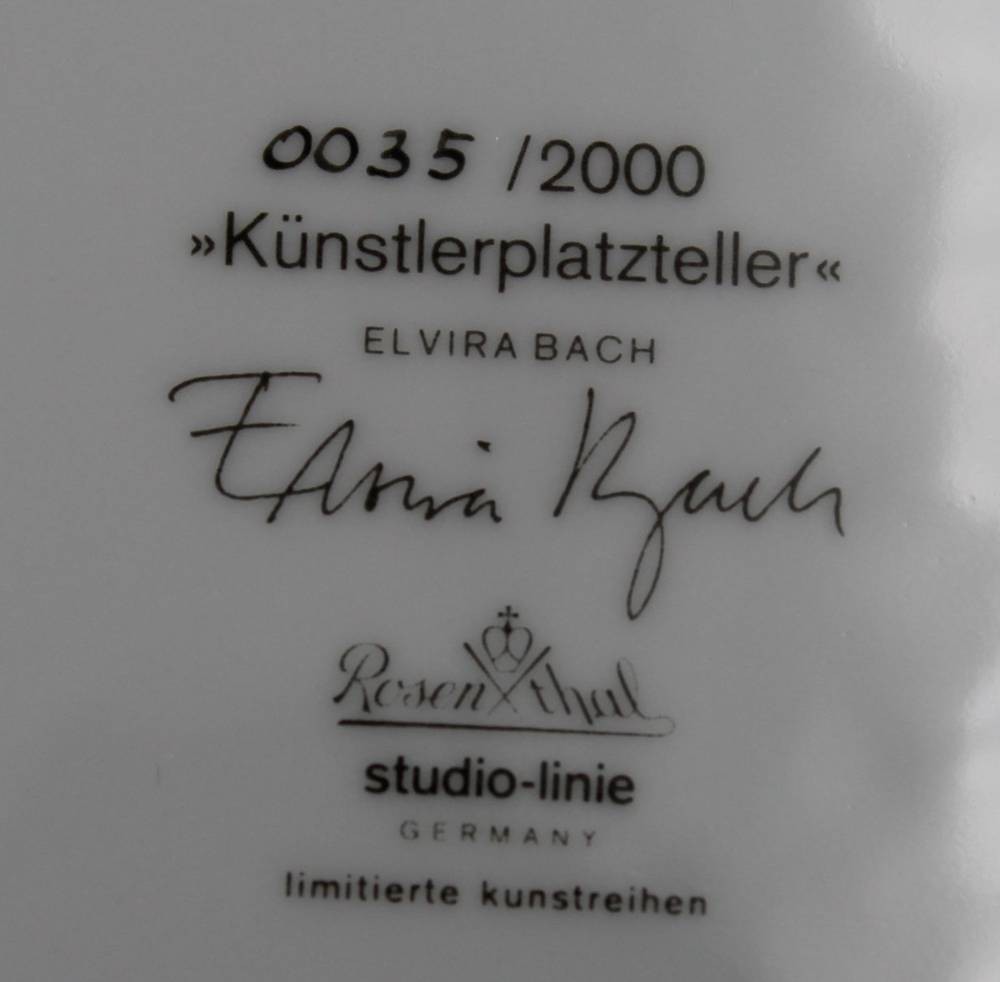 0035 /2000
»Künstlerplatzteller«
ELVIRA BACH
Elvira Bach
Rosenthal
studio-linie
GERMANY
limitierte kunstreihen